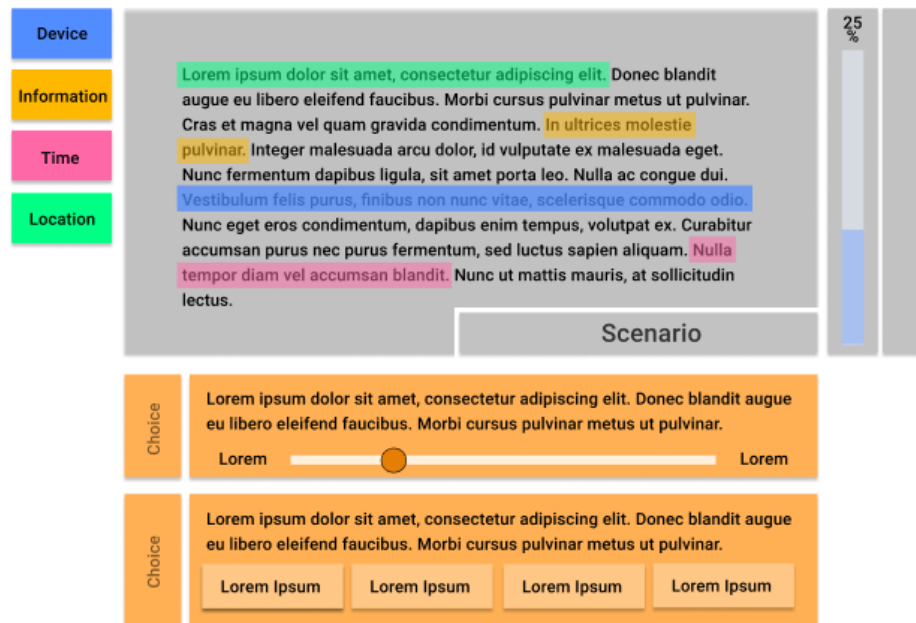 Device
Information
Time
Location
Lorem ipsum dolor sit amet, consectetur adipiscing elit. Donec blandit
augue eu libero eleifend faucibus. Morbi cursus pulvinar metus ut pulvinar.
Cras et magna vel quam gravida condimentum. In ultrices molestie
pulvinar. Integer malesuada arcu dolor, id vulputate ex malesuada eget.
Nunc fermentum dapibus ligula, sit amet porta leo. Nulla ac congue dui.
Vestibulum felis purus, finibus non nunc vitae, scelerisque commodo odio.
Nunc eget eros condimentum, dapibus enim tempus, volutpat ex. Curabitur
accumsan purus nec purus fermentum, sed luctus sapien aliquam. Nulla
tempor diam vel accumsan blandit. Nunc ut mattis mauris, at sollicitudin
lectus.
Scenario
25
%
Choice
Lorem ipsum dolor sit amet, consectetur adipiscing elit. Donec blandit augue
eu libero eleifend faucibus. Morbi cursus pulvinar metus ut pulvinar.
Lorem Lorem
Choice
Lorem ipsum dolor sit amet, consectetur adipiscing elit. Donec blandit augue
eu libero eleifend faucibus. Morbi cursus pulvinar metus ut pulvinar.
Lorem Ipsum Lorem Ipsum Lorem Ipsum Lorem Ipsum